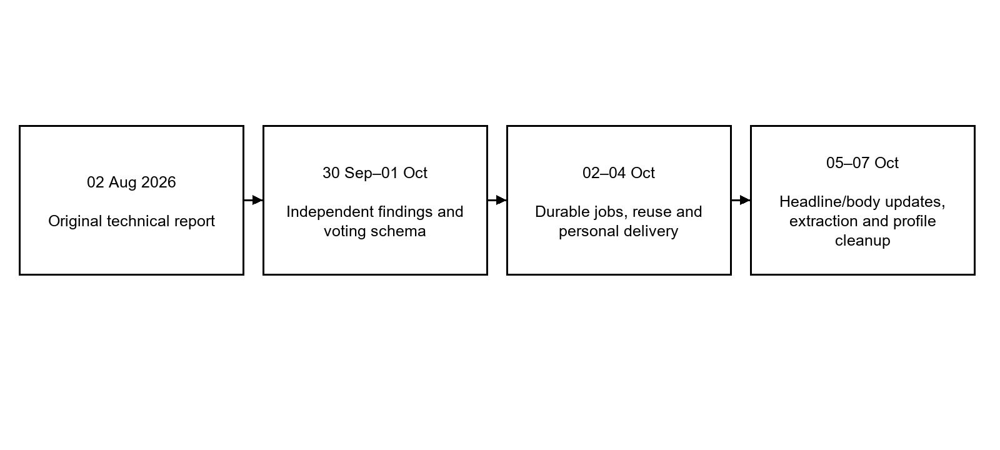 02 Aug 2026
Original technical report
30 Sep–01 Oct
Independent findings and
voting schema
02–04 Oct
Durable jobs, reuse and
personal delivery
05–07 Oct
Headline/body updates,
extraction and profile
cleanup